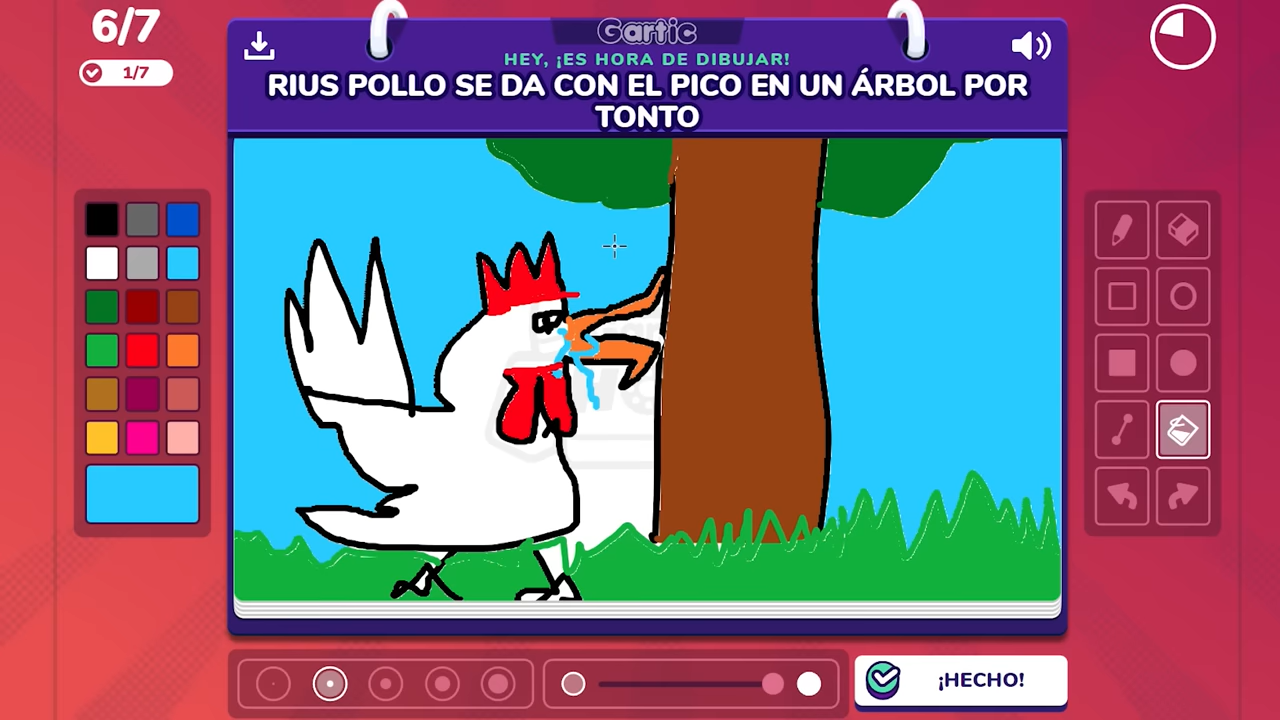 6/7
1/7
Gartic
HEY, ¡ES HORA DE DIBUJAR!
RIUS POLLO SE DA CON EL PICO EN UN ÁRBOL POR
TONTO
¡HECHO!